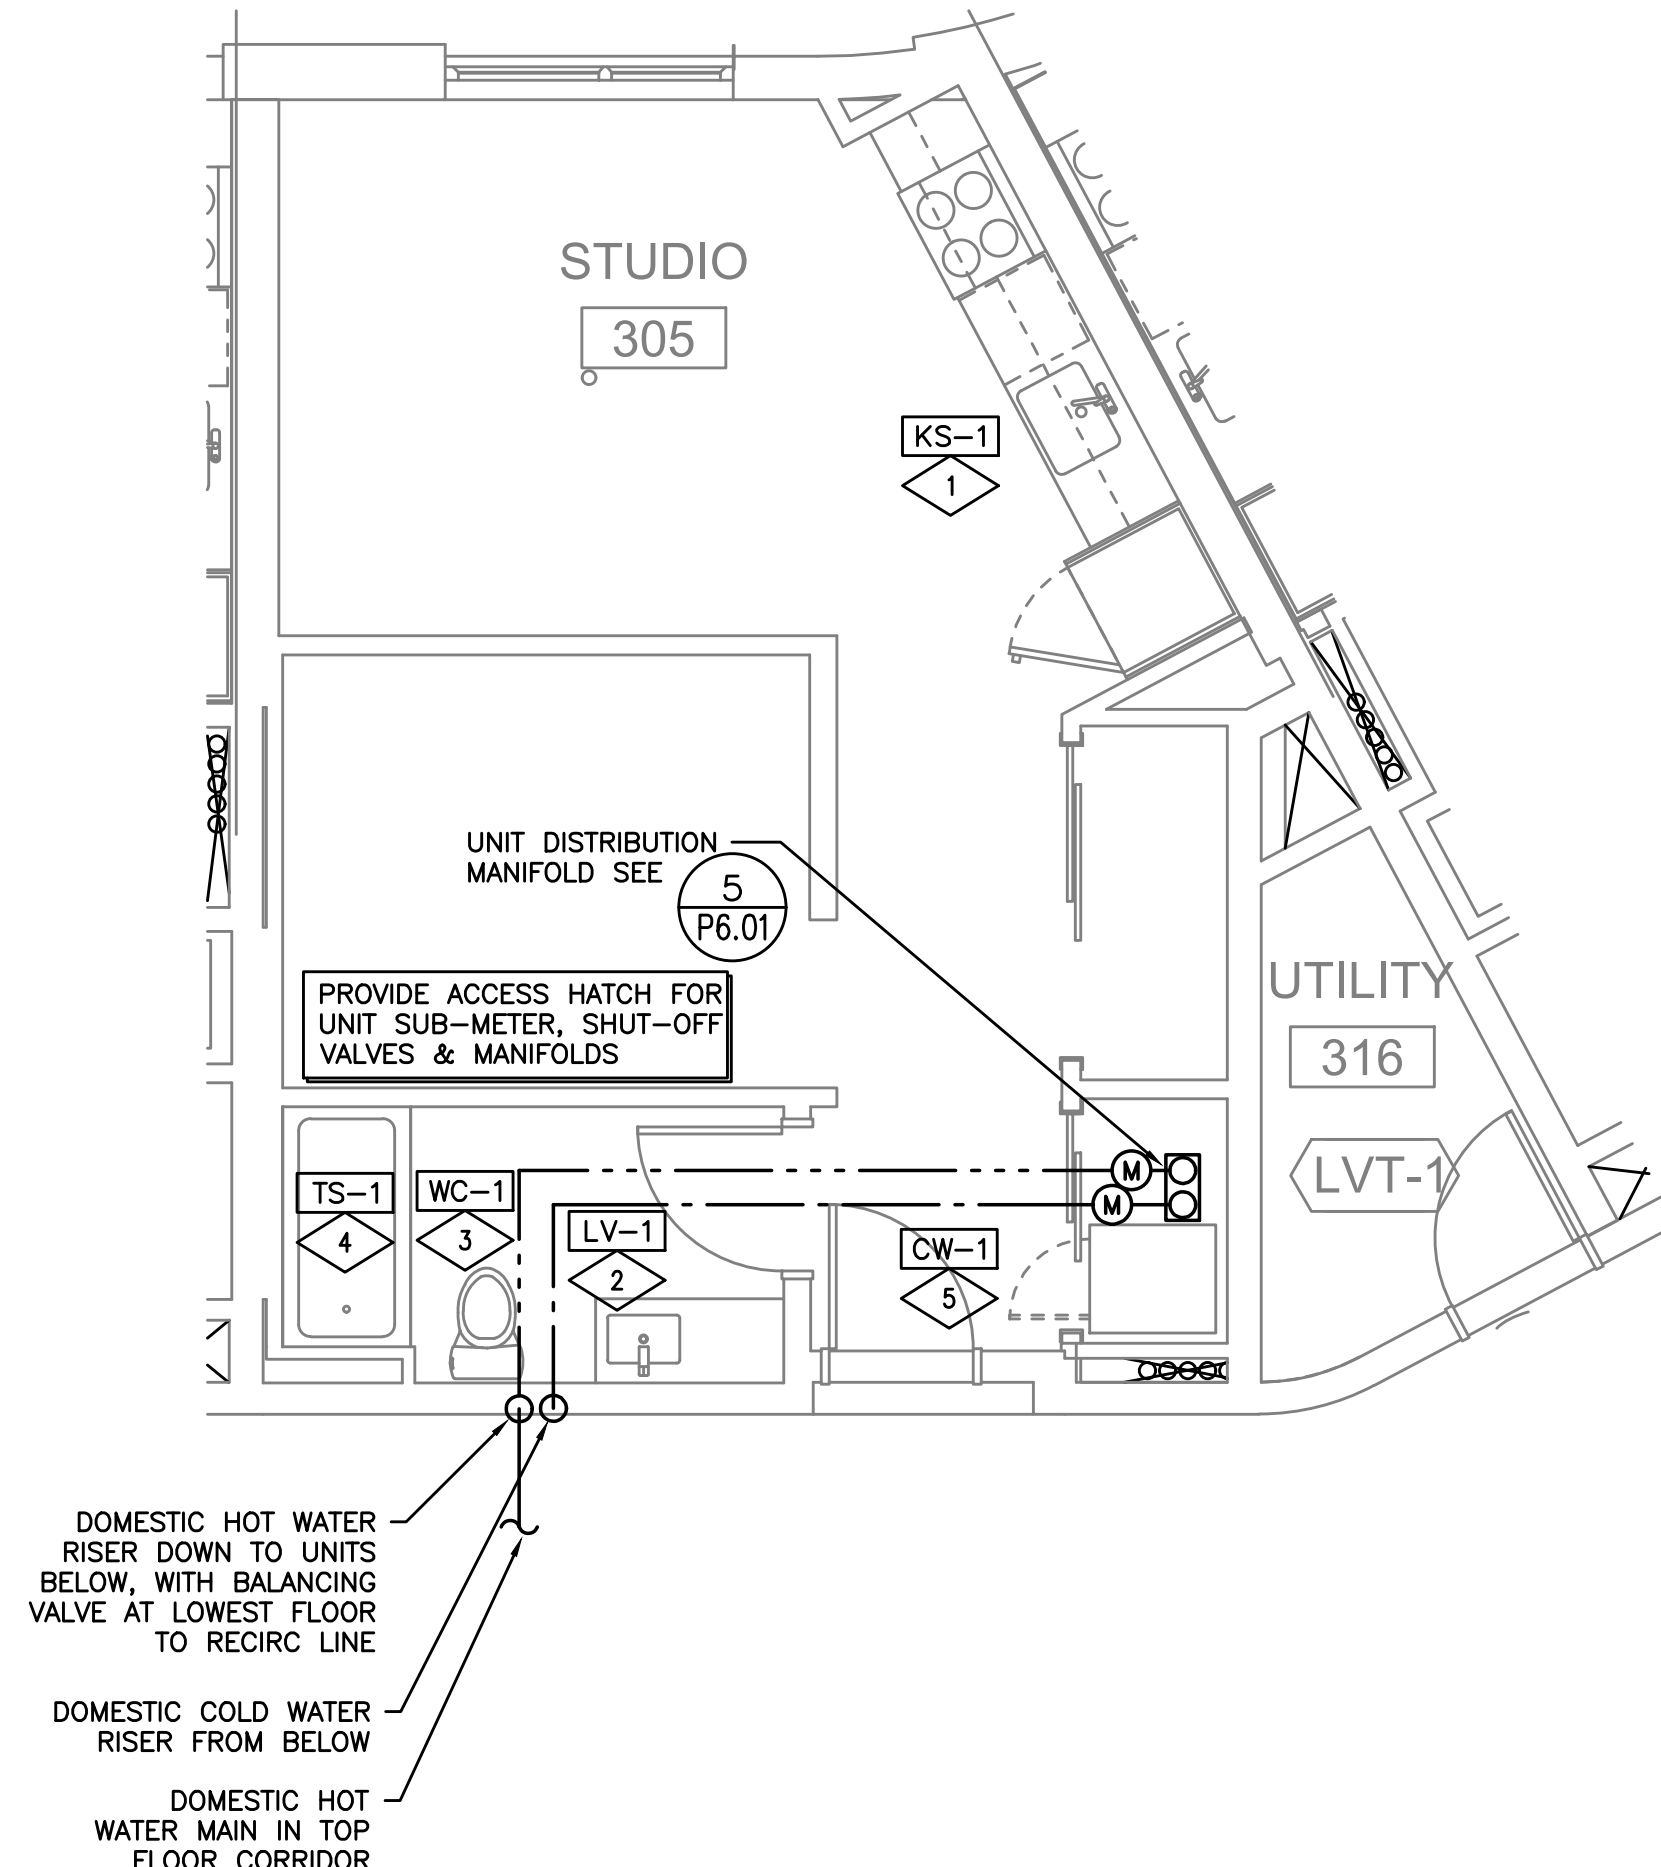 STUDIO
305
KS-1
1
UNIT DISTRIBUTION
MANIFOLD SEE
5
P6.01
PROVIDE ACCESS HATCH FOR
UNIT SUB-METER, SHUT-OFF
VALVES & MANIFOLDS
UTILITY
316
LVT-1
M
M
TS-1
4
WC-1
3
LV-1
2
CW-1
5
DOMESTIC HOT WATER
RISER DOWN TO UNITS
BELOW, WITH BALANCING
VALVE AT LOWEST FLOOR
TO RECIRC LINE
DOMESTIC COLD WATER
RISER FROM BELOW
DOMESTIC HOT
WATER MAIN IN TOP
FLOOR CORRIDOR